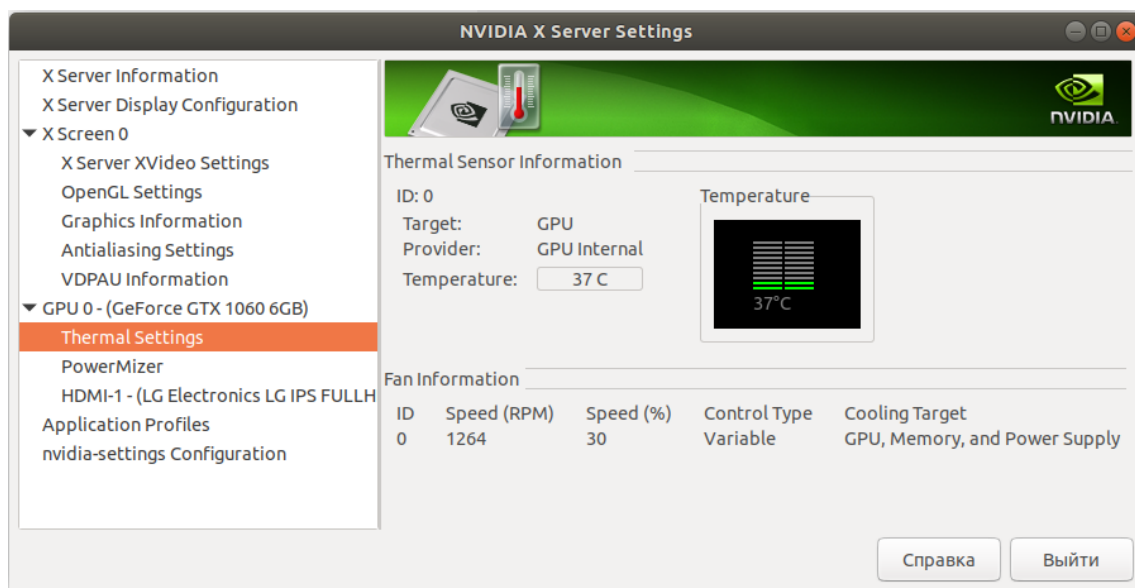 NVIDIA X Server Settings
X Server Information
X Server Display Configuration
X Screen 0
X Server XVideo Settings
OpenGL Settings
Graphics Information
Antialiasing Settings
VDPAU Information
GPU 0 - (GeForce GTX 1060 6GB)
Thermal Settings
PowerMizer
HDMI-1 - (LG Electronics LG IPS FULLH
Application Profiles
nvidia-settings Configuration
NVIDIA.
Thermal Sensor Information
ID: 0
Target: GPU
Provider: GPU Internal
Temperature: 37 C
Temperature
37°C
Fan Information
ID Speed (RPM) Speed (%) Control Type Cooling Target
0 1264 30 Variable GPU, Memory, and Power Supply
Справка Выйти